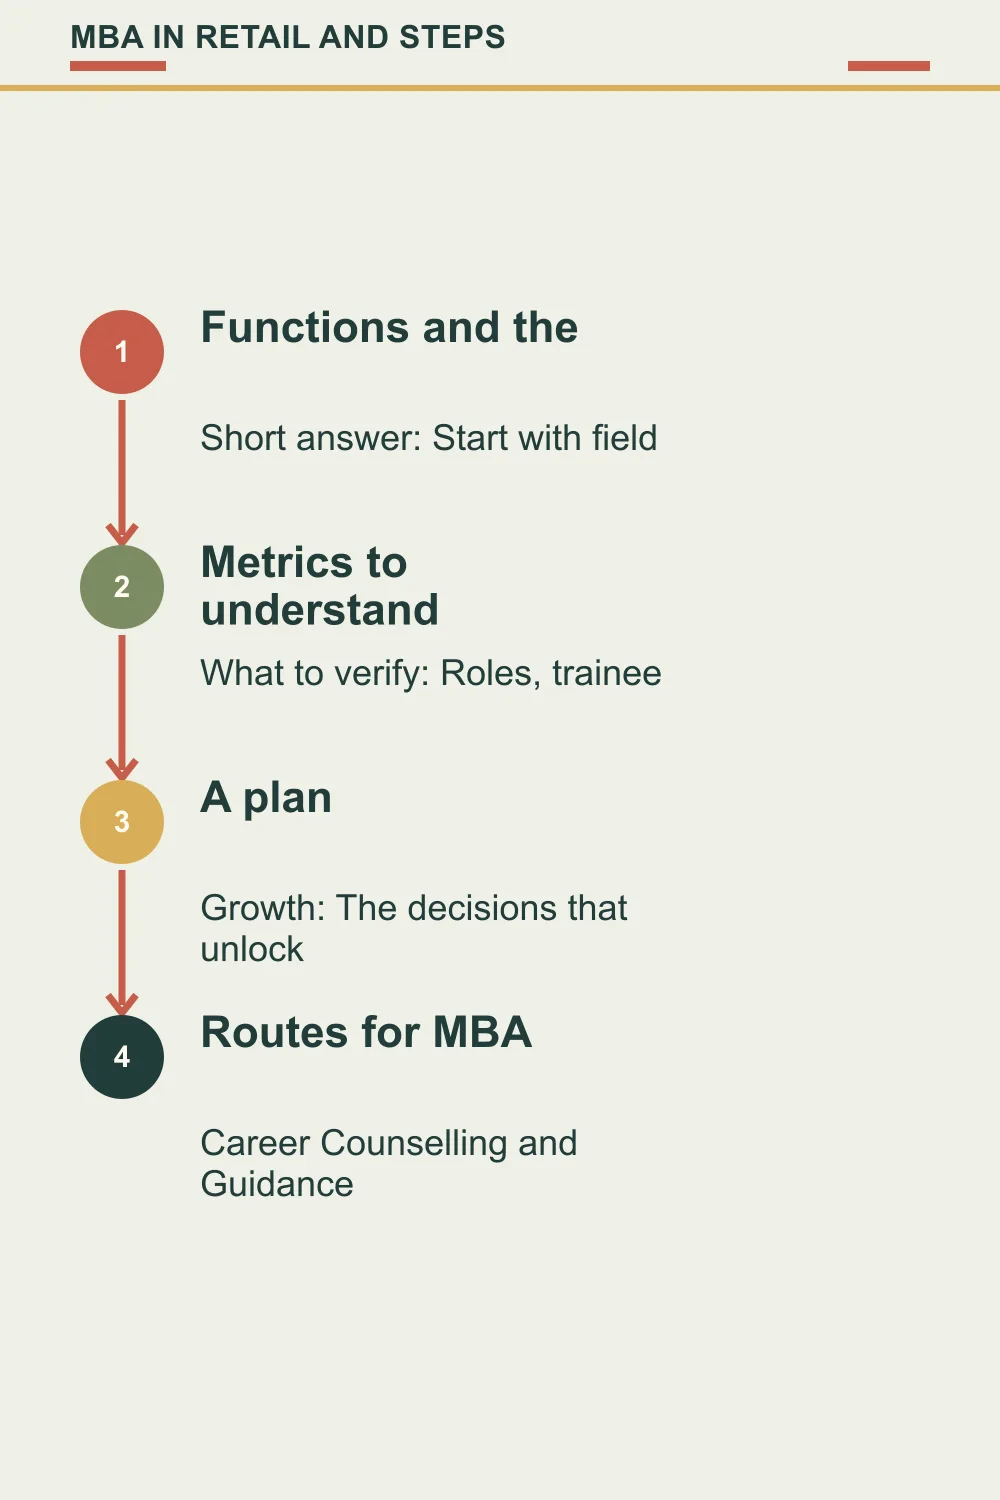 MBA IN RETAIL AND STEPS
1
Functions and the
Short answer: Start with field
2
Metrics to
understand
What to verify: Roles, trainee
3
A plan
Growth: The decisions that
unlock
4
Routes for MBA
Career Counselling and
Guidance